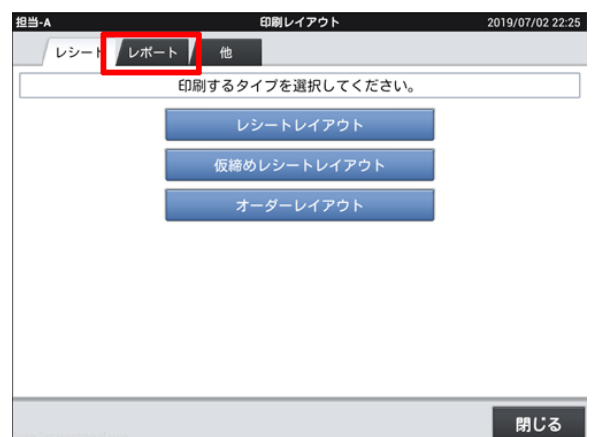 担当-A 印刷レイアウト 2019/07/02 22:25
レシート レポート 他
印刷するタイプを選択してください。
レシートレイアウト
仮締めレシートレイアウト
オーダーレイアウト
閉じる